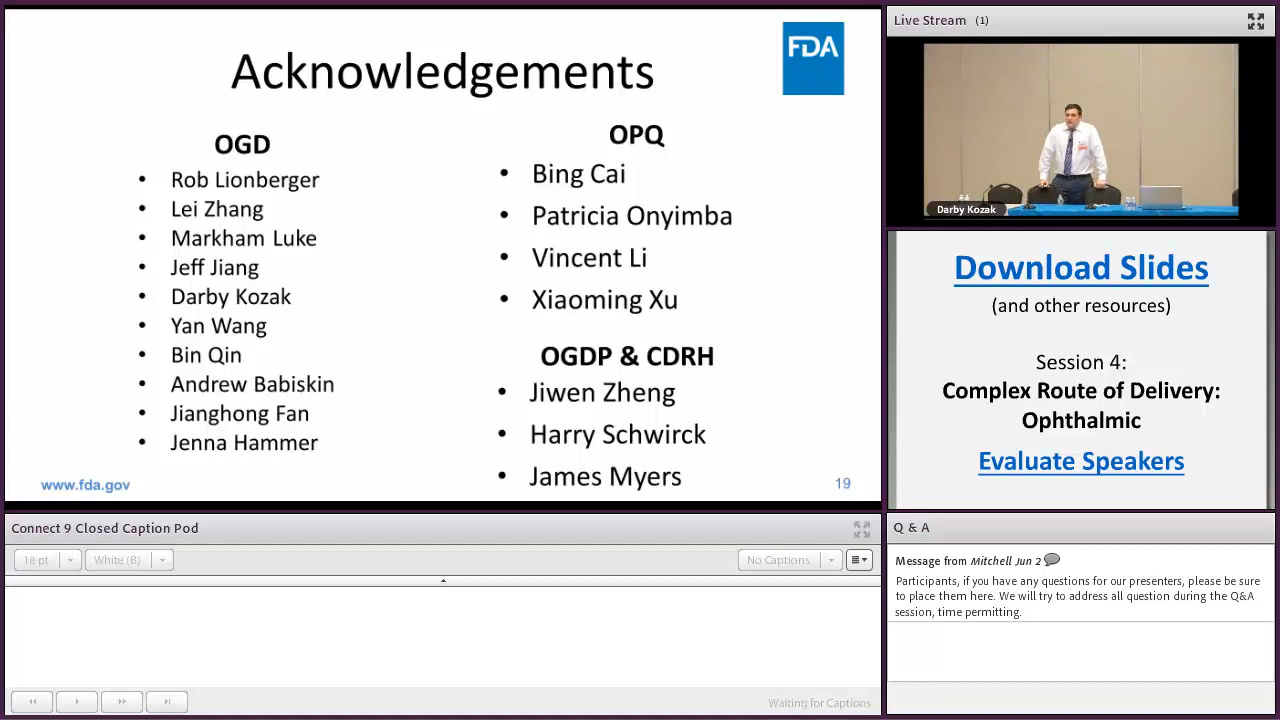 Acknowledgements
FDA
OGD
• Rob Lionberger
• Lei Zhang
• Markham Luke
• Jeff Jiang
• Darby Kozak
• Yan Wang
• Bin Qin
• Andrew Babiskin
• Jianghong Fan
• Jenna Hammer
OPQ
• Bing Cai
• Patricia Onyimba
• Vincent Li
• Xiaoming Xu
OGDP & CDRH
• Jiwen Zheng
• Harry Schwirck
• James Myers
www.fda.gov
19
Live Stream (1)
Darby Kozak
Download Slides
(and other resources)
Session 4:
Complex Route of Delivery:
Ophthalmic
Evaluate Speakers
Connect 9 Closed Caption Pod
18 pt
White (B)
No Captions
Waiting for Captions
Q & A
Message from Mitchell Jun 2
Participants, if you have any questions for our presenters, please be sure
to place them here. We will try to address all question during the Q&A
session, time permitting.